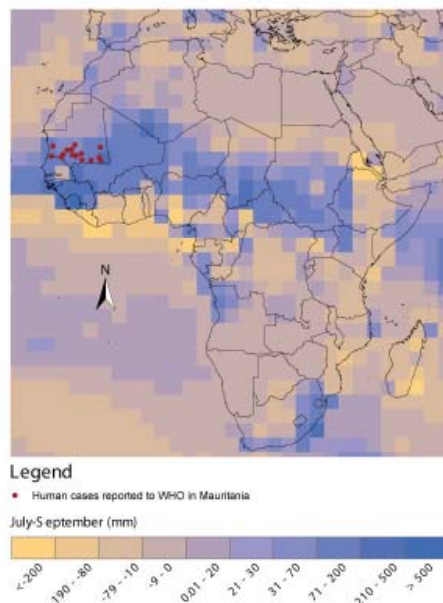 N
Legend
Human cases reported to WHO in Mauritania
July-S eptember (mm)
<-200
190 - -80
-79 - -10
-9 - 0
0.01 - 20
21 - 30
31 - 70
71 - 200
210 - 500
> 500